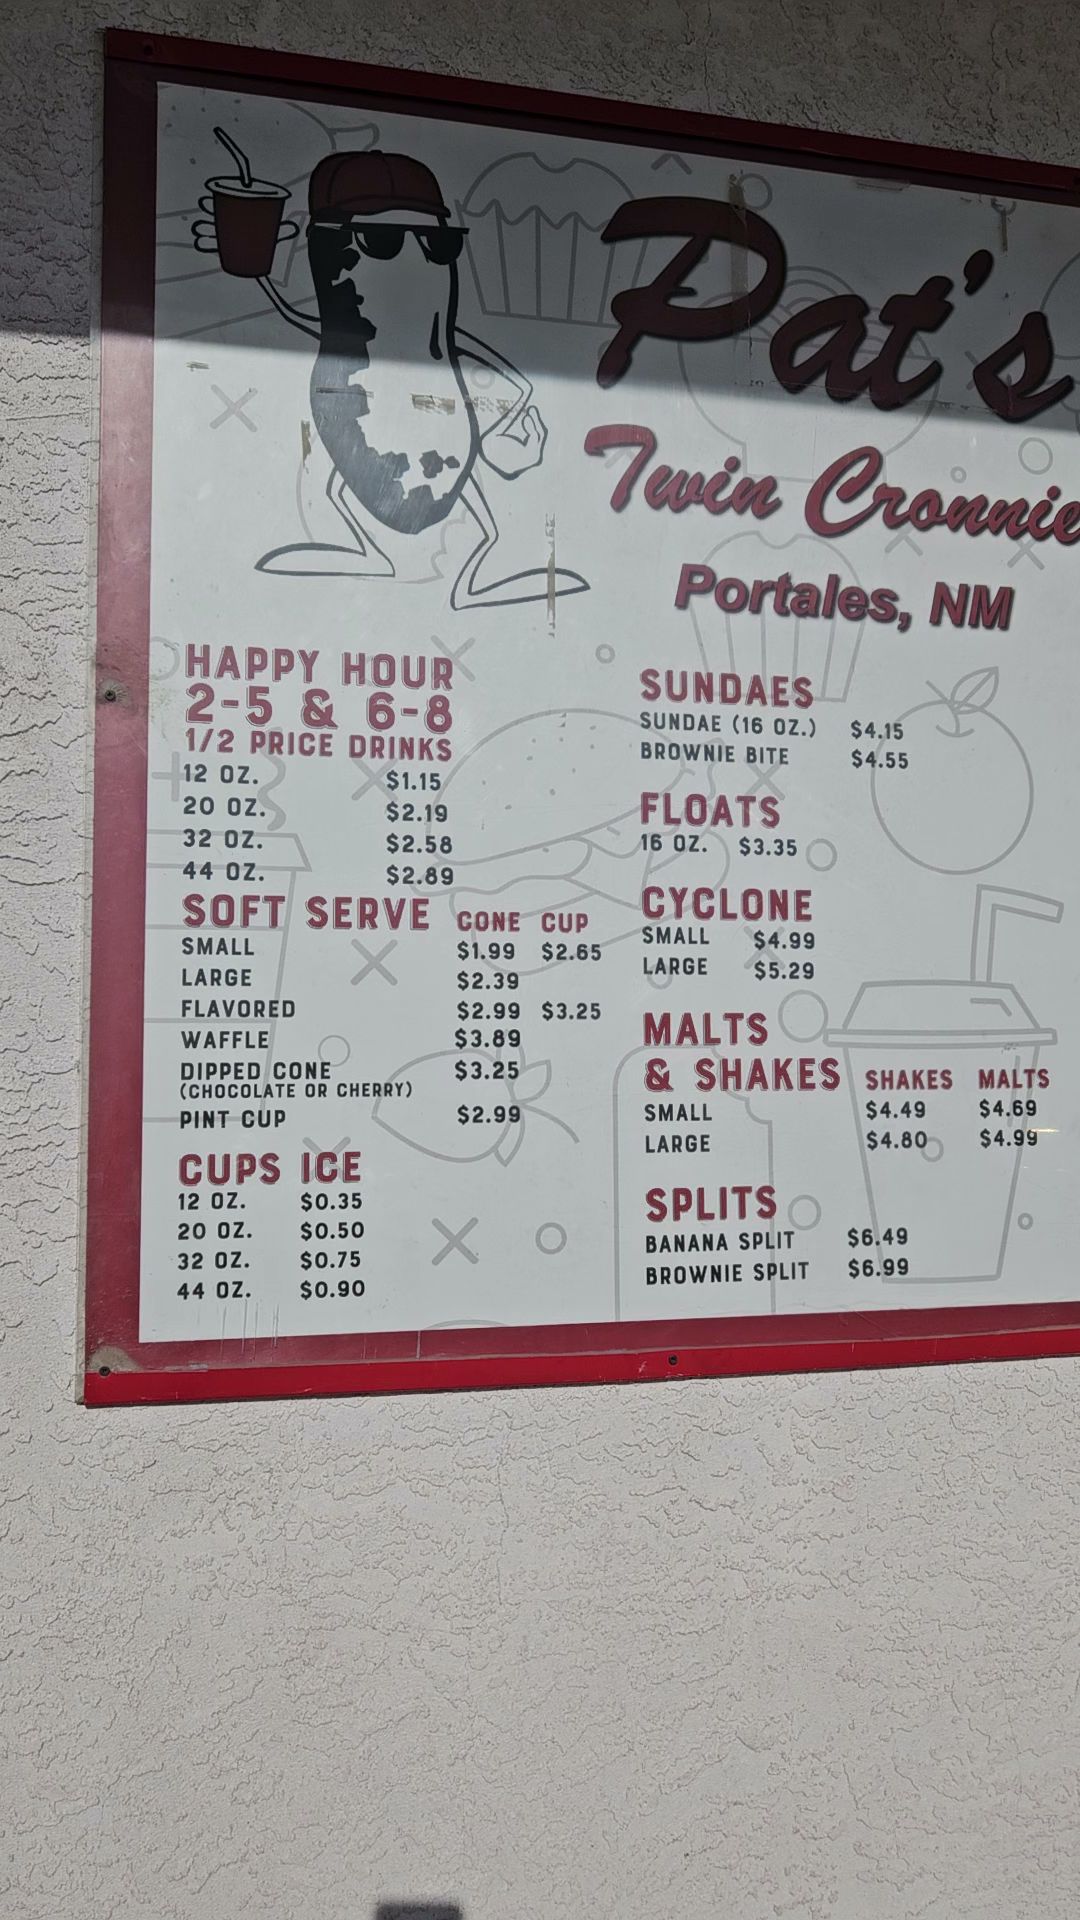 Pat's
Twin Cronnie
Portales, NM
HAPPY HOUR
2-5 & 6-8
1/2 PRICE DRINKS
12 OZ. $1.15
20 OZ. $2.19
32 OZ. $2.58
44 OZ. $2.89
SOFT SERVE CONE CUP
SMALL $1.99 $2.65
LARGE $2.39
FLAVORED $2.99 $3.25
WAFFLE $3.89
DIPPED CONE $3.25
(CHOCOLATE OR CHERRY)
PINT CUP $2.99
CUPS ICE
12 OZ. $0.35
20 OZ. $0.50
32 OZ. $0.75
44 OZ. $0.90
SUNDAES
SUNDAE (16 OZ.) $4.15
BROWNIE BITE $4.55
FLOATS
16 OZ. $3.35
CYCLONE
SMALL $4.99
LARGE $5.29
MALTS
& SHAKES SHAKES MALTS
SMALL $4.49 $4.69
LARGE $4.80 $4.99
SPLITS
BANANA SPLIT $6.49
BROWNIE SPLIT $6.99